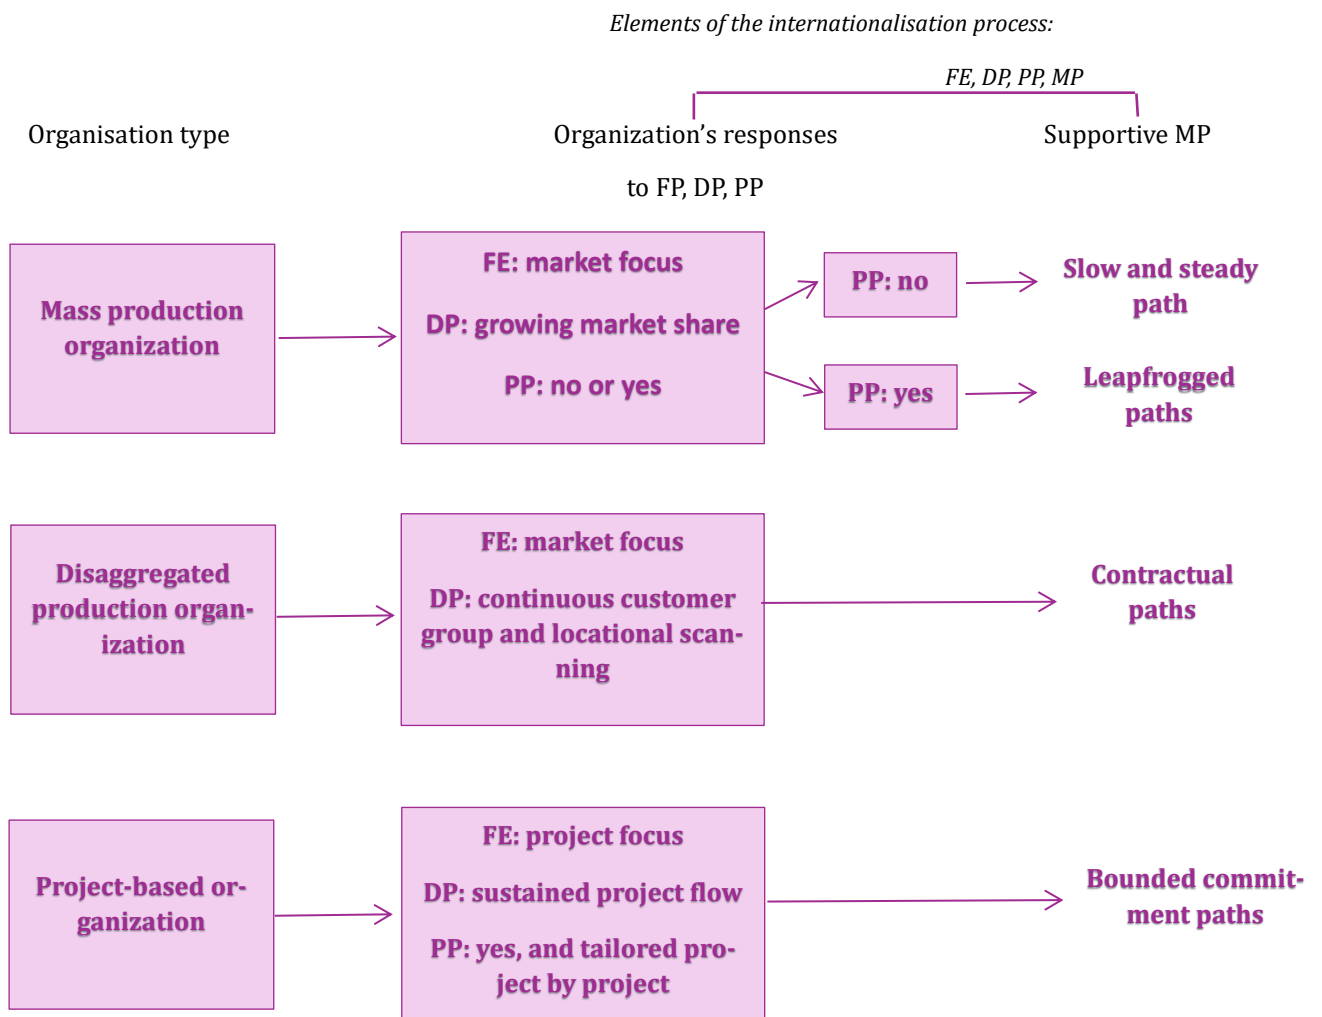 Elements of the internationalisation process:
FE, DP, PP, MP
Organisation type
Organization’s responses
to FP, DP, PP
Supportive MP
Mass production
organization
FE: market focus
DP: growing market share
PP: no or yes
PP: no
Slow and steady
path
PP: yes
Leapfrogged
paths
Disaggregated
production organ-
ization
FE: market focus
DP: continuous customer
group and locational scan-
ning
Contractual
paths
Project-based or-
ganization
FE: project focus
DP: sustained project flow
PP: yes, and tailored pro-
ject by project
Bounded commit-
ment paths